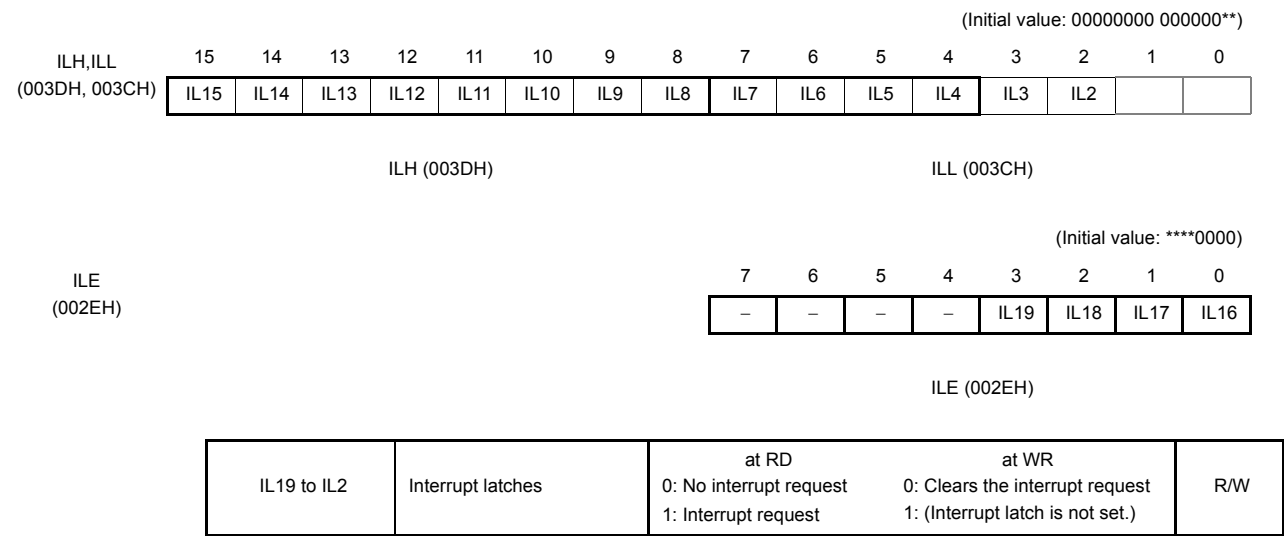 (Initial value: 00000000 000000**)
ILH,ILL 15 14 13 12 11 10 9 8 7 6 5 4 3 2 1 0
(003DH, 003CH) IL15 IL14 IL13 IL12 IL11 IL10 IL9 IL8 IL7 IL6 IL5 IL4 IL3 IL2
ILH (003DH) ILL (003CH)
(Initial value: ****0000)
ILE 7 6 5 4 3 2 1 0
(002EH) – – – – IL19 IL18 IL17 IL16
ILE (002EH)
at RD at WR
IL19 to IL2 Interrupt latches 0: No interrupt request 0: Clears the interrupt request R/W
1: Interrupt request 1: (Interrupt latch is not set.)